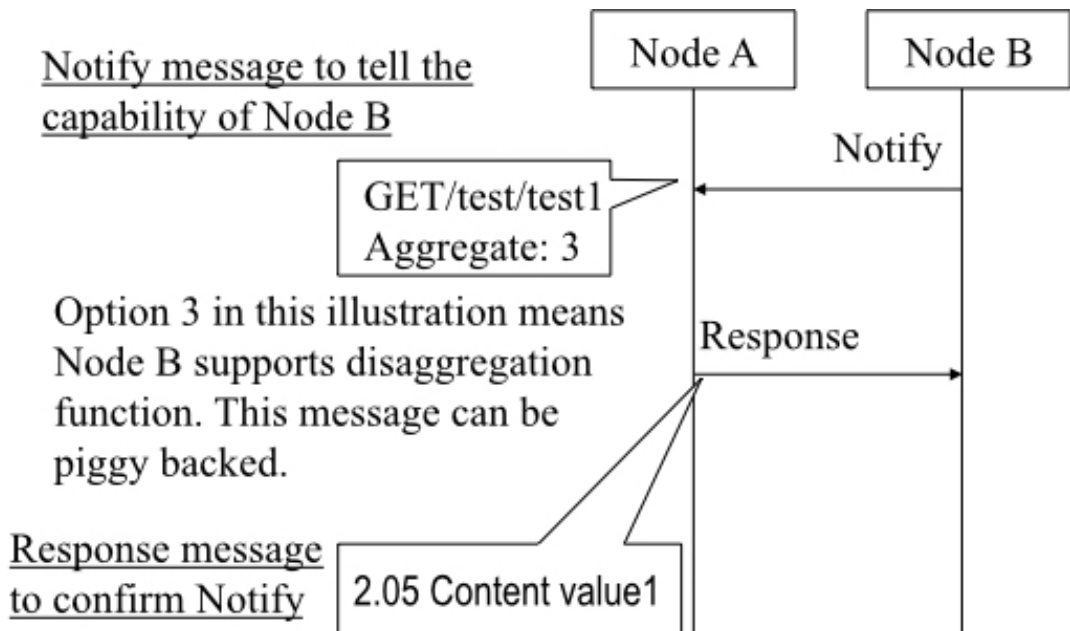 Node A
Node B
Notify message to tell the
capability of Node B
Notify
GET/test/test1
Aggregate: 3
Option 3 in this illustration means
Node B supports disaggregation
function. This message can be
piggy backed.
Response
Response message
to confirm Notify
2.05 Content value1